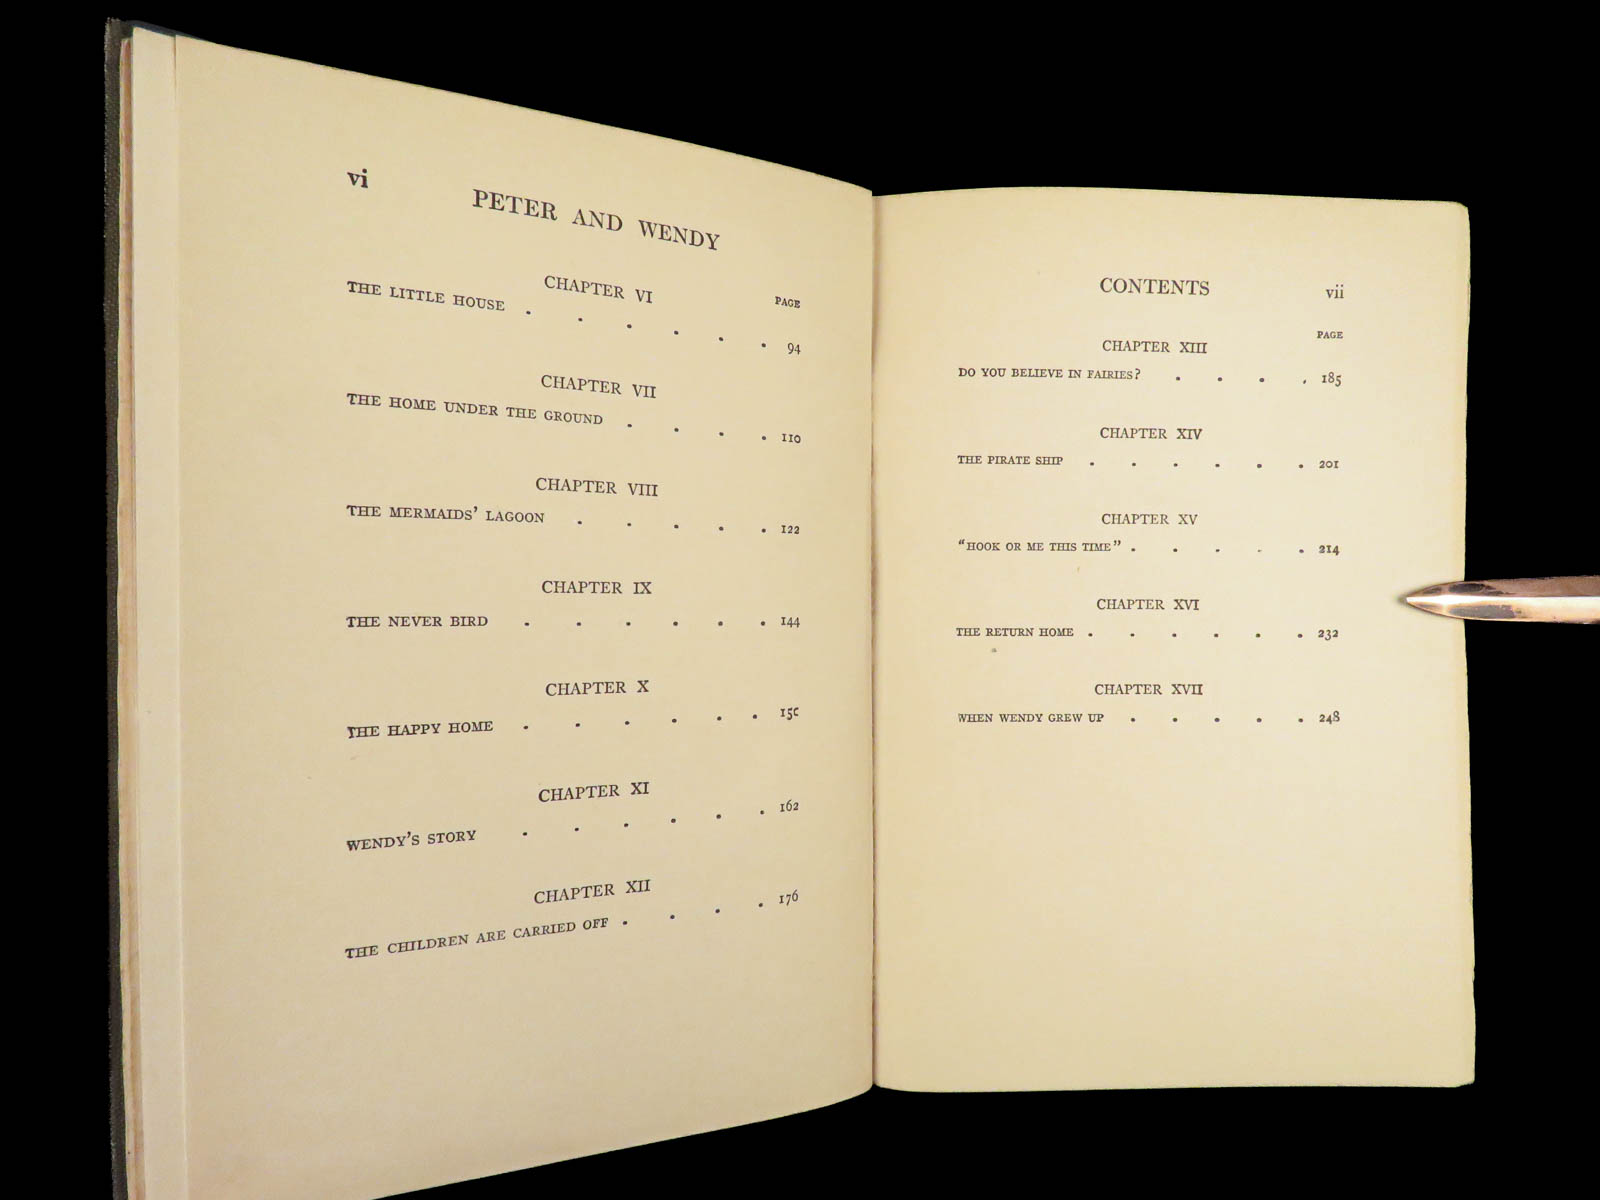 vi
PETER AND WENDY
CHAPTER VI
PAGE
THE LITTLE HOUSE . . . . . . 94
CHAPTER VII
THE HOME UNDER THE GROUND . . . . 110
CHAPTER VIII
THE MERMAIDS' LAGOON . . . . . 122
CHAPTER IX
THE NEVER BIRD . . . . . . 144
CHAPTER X
THE HAPPY HOME . . . . . . 150
CHAPTER XI
WENDY'S STORY . . . . . . 162
CHAPTER XII
THE CHILDREN ARE CARRIED OFF . . . . 176
CONTENTS vii
PAGE
CHAPTER XIII
DO YOU BELIEVE IN FAIRIES? . . . . 185
CHAPTER XIV
THE PIRATE SHIP . . . . . . 201
CHAPTER XV
"HOOK OR ME THIS TIME" . . . . . 214
CHAPTER XVI
THE RETURN HOME . . . . . . 232
CHAPTER XVII
WHEN WENDY GREW UP . . . . . 248